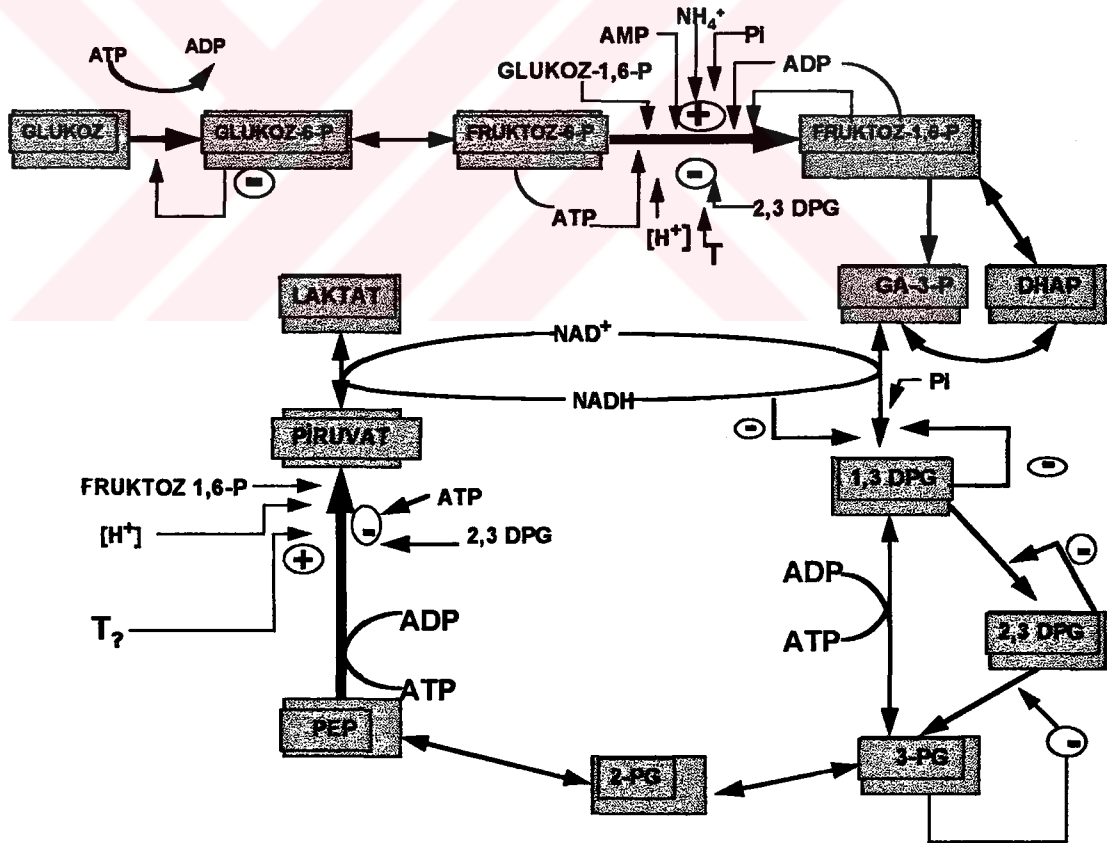 NH₄⁺
AMP
Pi
ATP
ADP
GLUKOZ-1,6-P
ADP
+
GLUKOZ
GLUKOZ-6-P
FRUKTOZ-6-P
FRUKTOZ-1,6-P
-
-
ATP
2,3 DPG
[H⁺]
T
LAKTAT
GA-3-P
DHAP
NAD⁺
Pi
NADH
-
PİRUVAT
-
1,3 DPG
FRUKTOZ 1,6-P
ATP
[H⁺]
-
2,3 DPG
+
-
ADP
T?
ADP
ATP
2,3 DPG
ATP
PEP
-
3-PG
2-PG